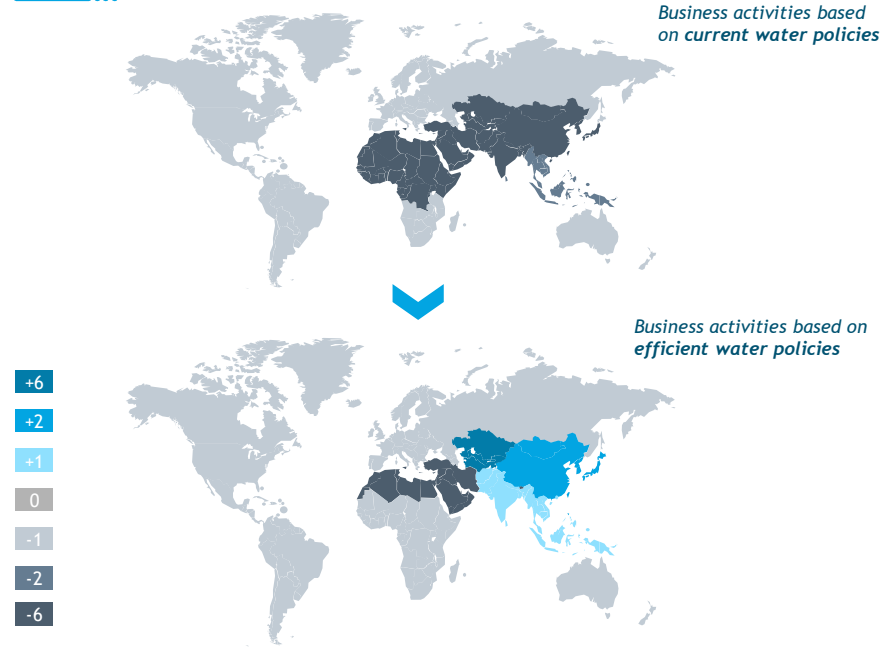 Business activities based
on current water policies
Business activities based on
efficient water policies
+6
+2
+1
0
-1
-2
-6